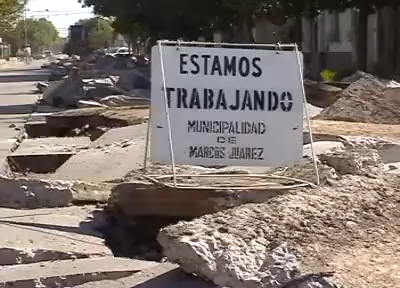 ESTAMOS
TRABAJANDO
MUNICIPALIDAD
DE
MARCOS JUAREZ